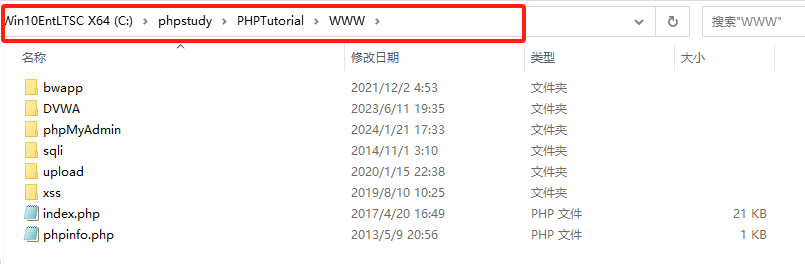 Win10EntLTSC X64 (C:) > phpstudy > PHPTutorial > WWW > 搜索"WWW"
名称 修改日期 类型 大小
bwapp 2021/12/2 4:53 文件夹
DVWA 2023/6/11 19:35 文件夹
phpMyAdmin 2024/1/21 17:33 文件夹
sqli 2014/11/1 3:10 文件夹
upload 2020/1/15 22:38 文件夹
xss 2019/8/10 10:25 文件夹
index.php 2017/4/20 16:49 PHP 文件 21 KB
phpinfo.php 2013/5/9 20:56 PHP 文件 1 KB